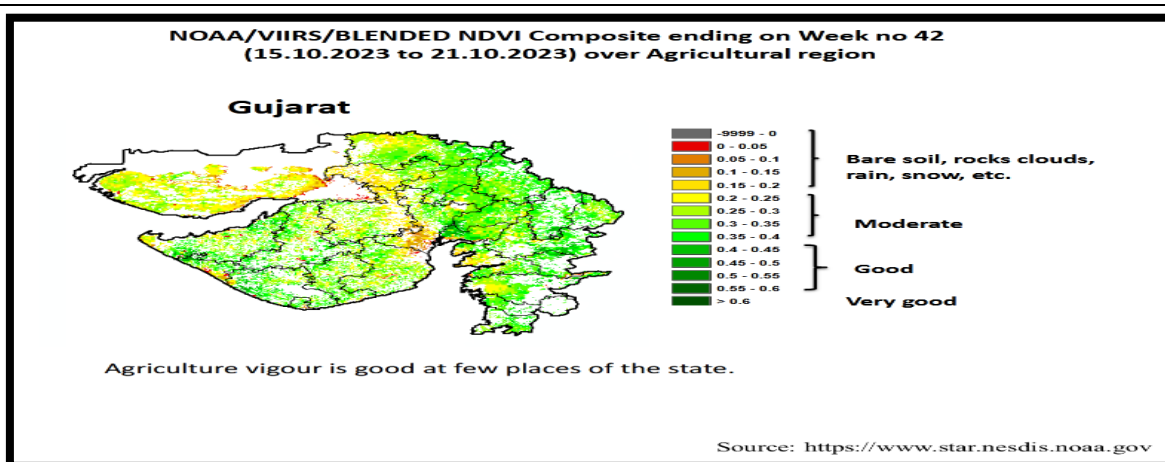 NOAA/VIIRS/BLENDED NDVI Composite ending on Week no 42
(15.10.2023 to 21.10.2023) over Agricultural region
Gujarat
-9999 - 0
0 - 0.05
0.05 - 0.1
0.1 - 0.15
0.15 - 0.2
0.2 - 0.25
0.25 - 0.3
0.3 - 0.35
0.35 - 0.4
0.4 - 0.45
0.45 - 0.5
0.5 - 0.55
0.55 - 0.6
> 0.6
Bare soil, rocks clouds,
rain, snow, etc.
Moderate
Good
Very good
Agriculture vigour is good at few places of the state.
Source: https://www.star.nesdis.noaa.gov